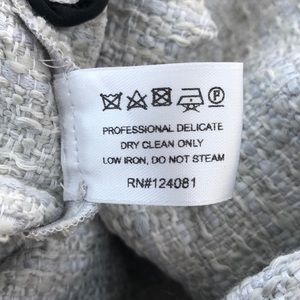 PROFESSIONAL DELICATE
DRY CLEAN ONLY
LOW IRON, DO NOT STEAM
RN#124081